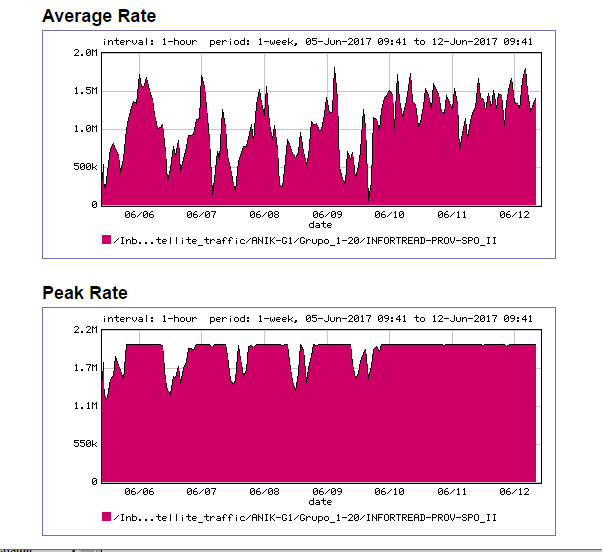 Average Rate
interval: 1-hour period: 1-week, 05-Jun-2017 09:41 to 12-Jun-2017 09:41
2.0M
1.5M
1.0M
500k
0
06/06 06/07 06/08 06/09 06/10 06/11 06/12
date
/Inb...tellite_traffic/ANIK-G1/Grupo_1-20/INFORTREAD-PROV-SPO_II
Peak Rate
interval: 1-hour period: 1-week, 05-Jun-2017 09:41 to 12-Jun-2017 09:41
2.2M
1.7M
1.1M
550k
0
06/06 06/07 06/08 06/09 06/10 06/11 06/12
date
/Inb...tellite_traffic/ANIK-G1/Grupo_1-20/INFORTREAD-PROV-SPO_II